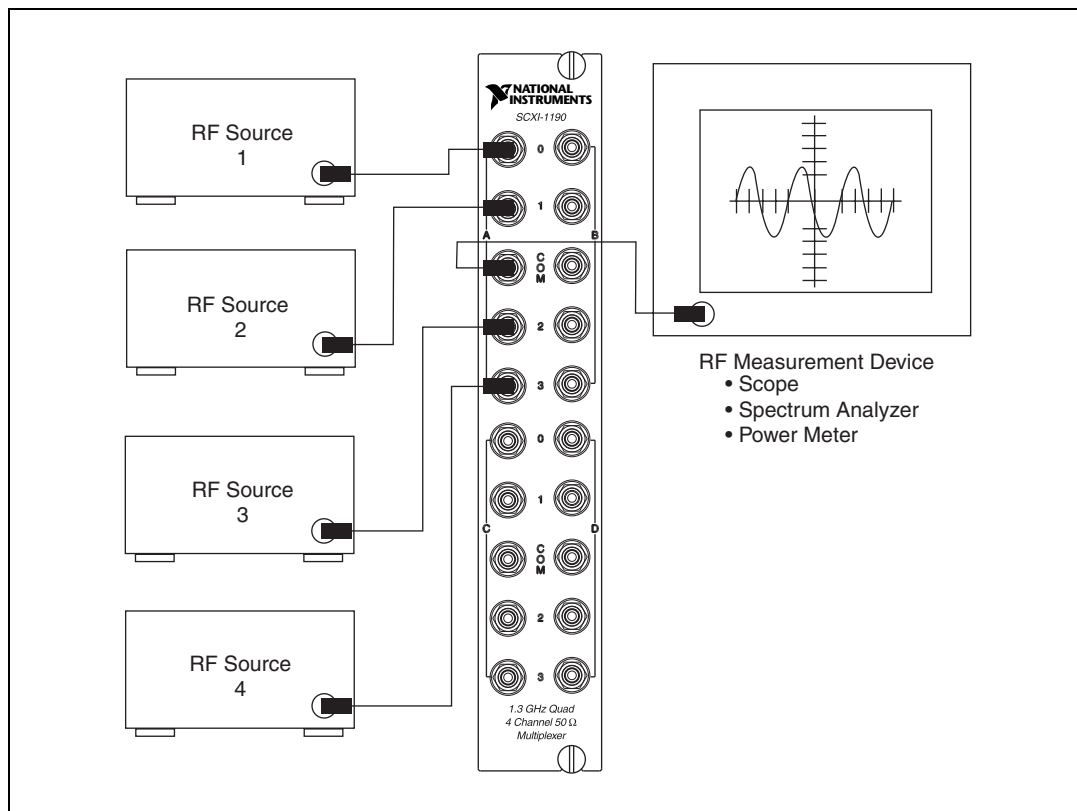 RF Source
1
RF Source
2
RF Source
3
RF Source
4
NATIONAL
INSTRUMENTS
SCXI-1190
0
1
A
B
C
O
M
2
3
0
1
C
D
C
O
M
2
3
1.3 GHz Quad
4 Channel 50 Ω
Multiplexer
RF Measurement Device
• Scope
• Spectrum Analyzer
• Power Meter